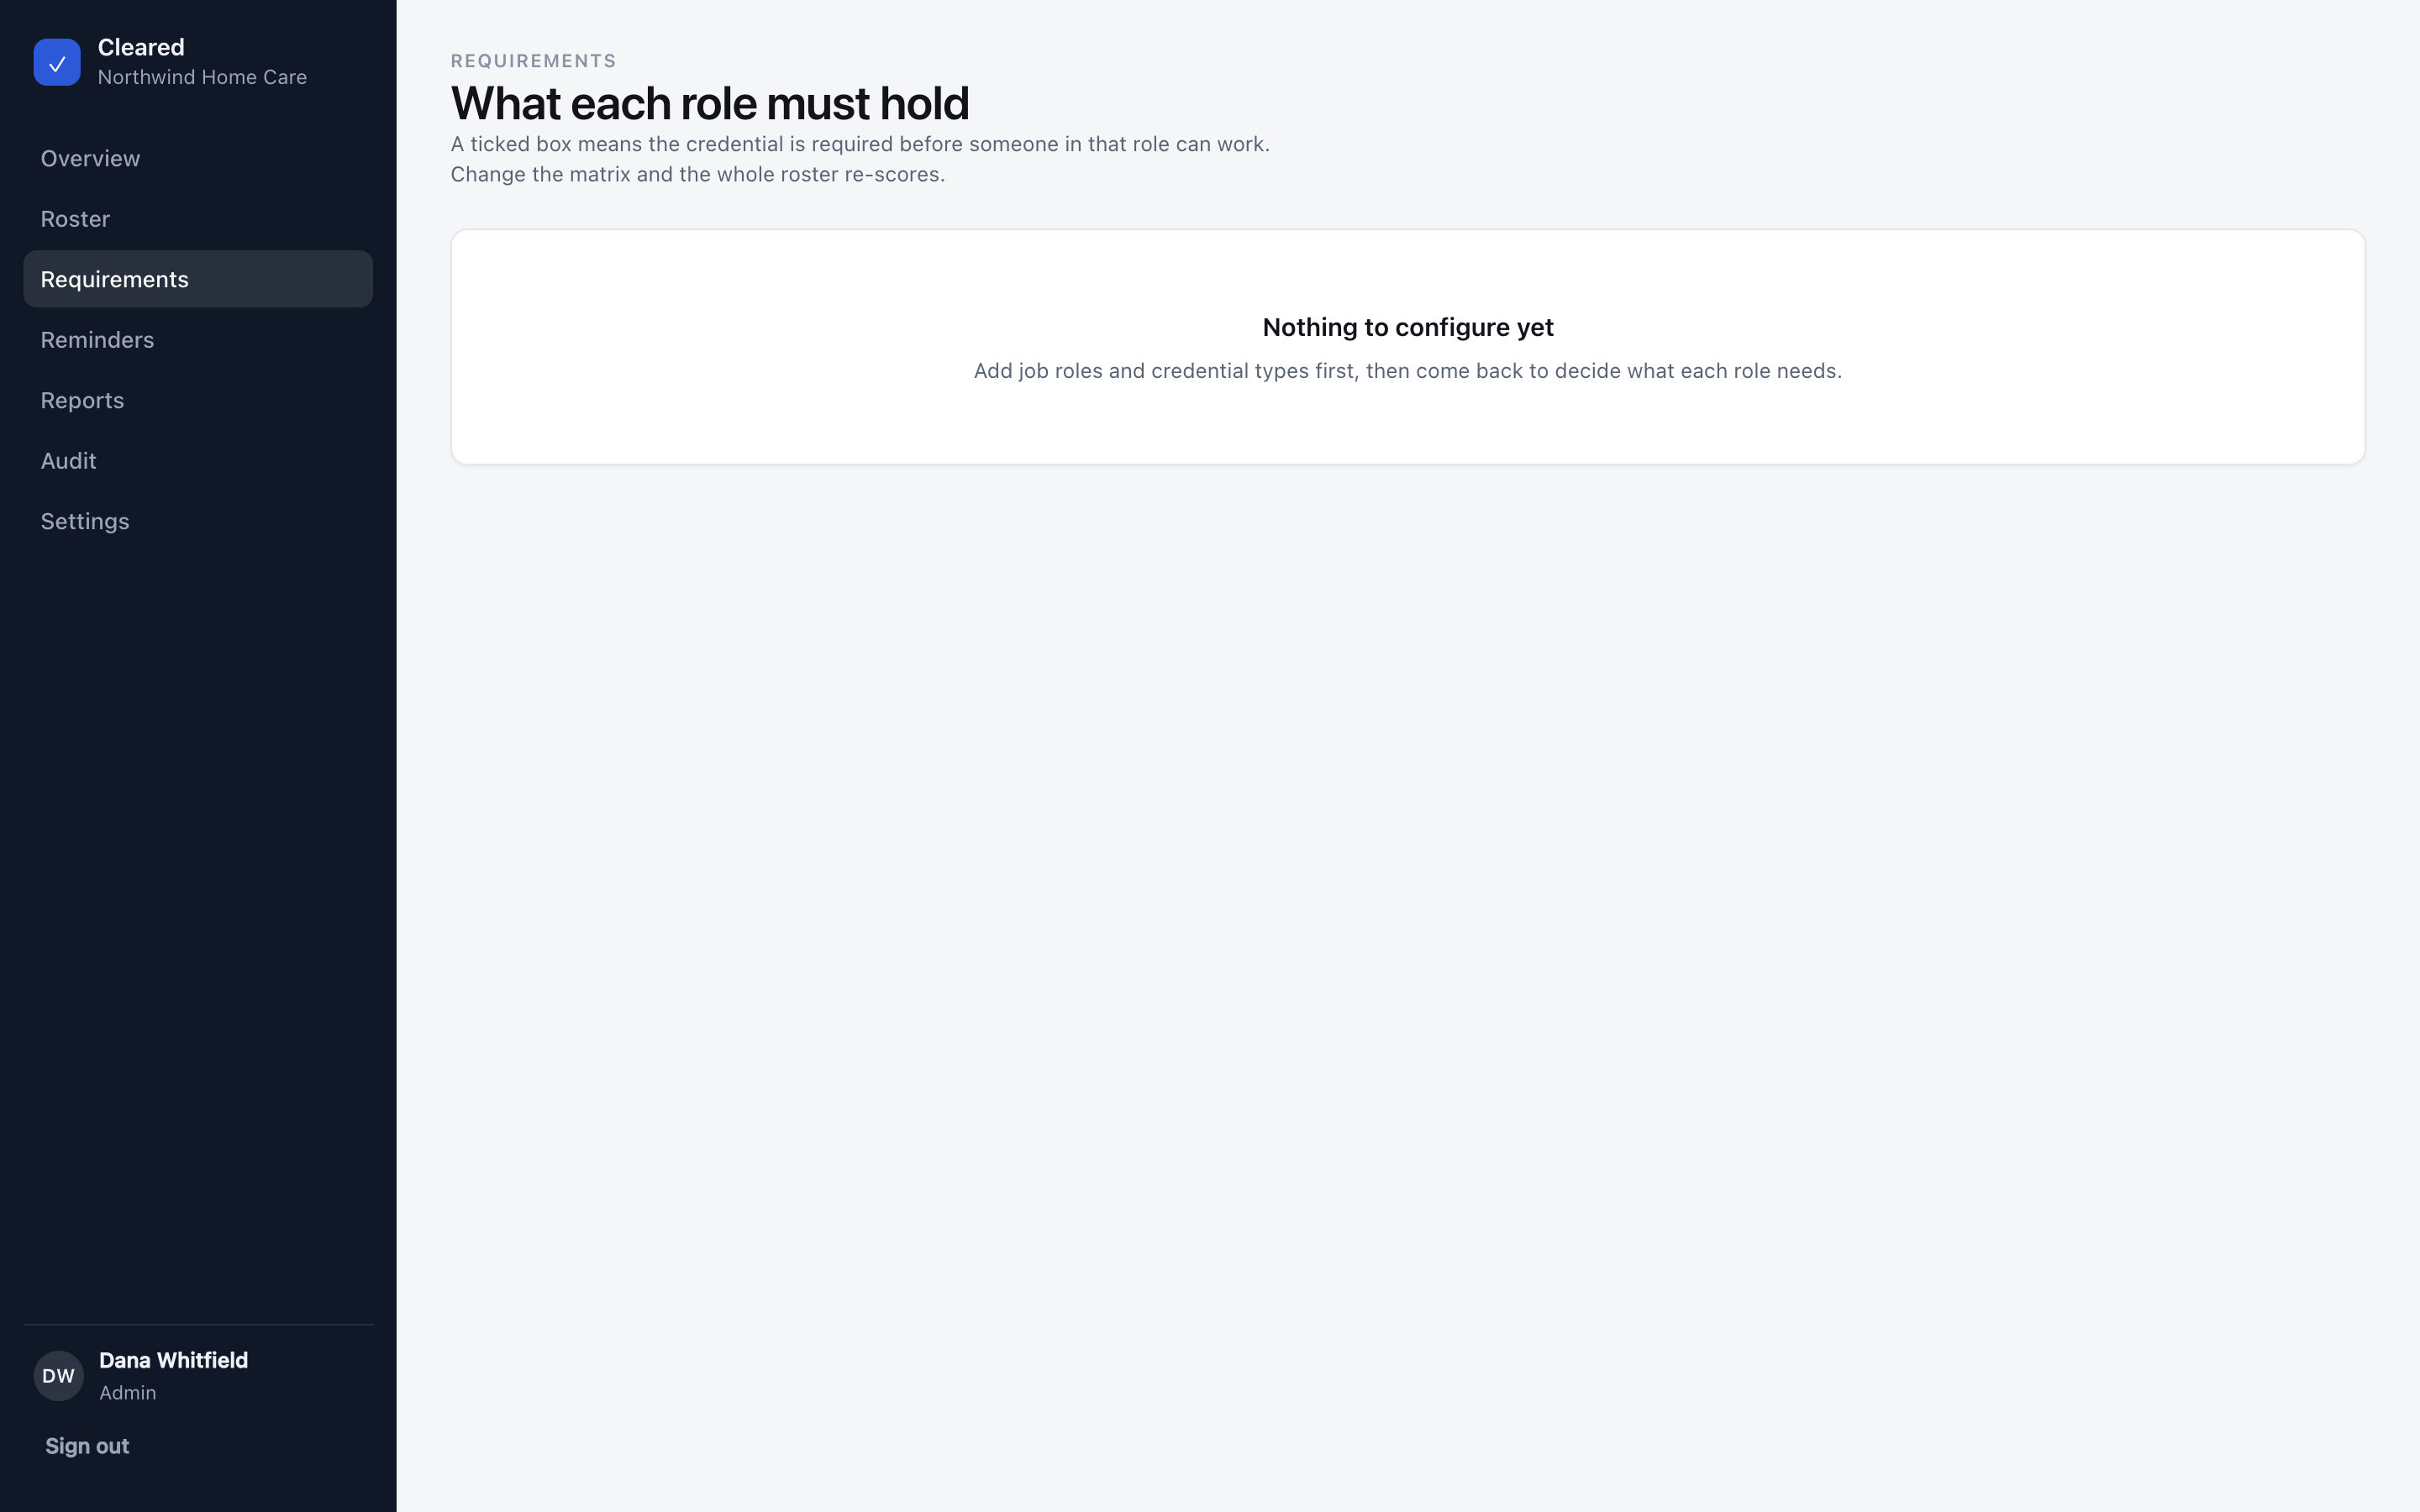 Cleared
Northwind Home Care
Overview
Roster
Requirements
Reminders
Reports
Audit
Settings
DW
Dana Whitfield
Admin
Sign out
REQUIREMENTS
What each role must hold
A ticked box means the credential is required before someone in that role can work.
Change the matrix and the whole roster re-scores.
Nothing to configure yet
Add job roles and credential types first, then come back to decide what each role needs.